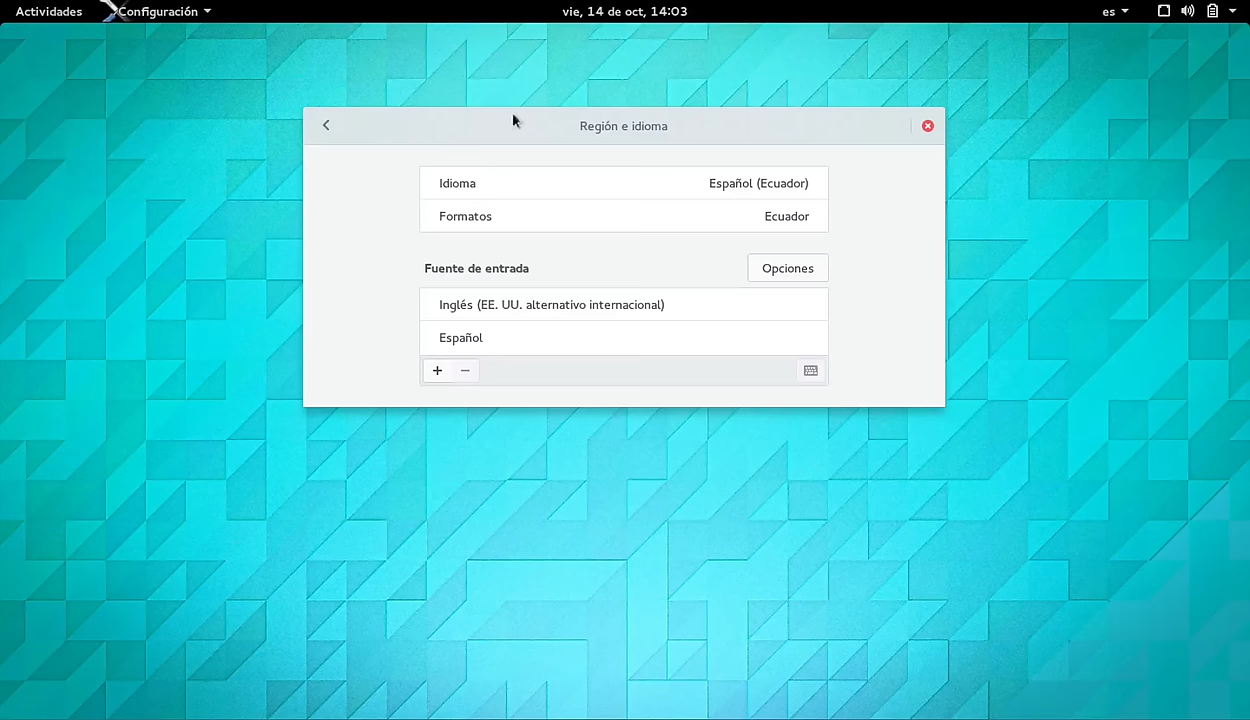 Actividades Configuración vie, 14 de oct, 14:03 es
Región e idioma
Idioma Español (Ecuador)
Formatos Ecuador
Fuente de entrada Opciones
Inglés (EE. UU. alternativo internacional)
Español
+ −